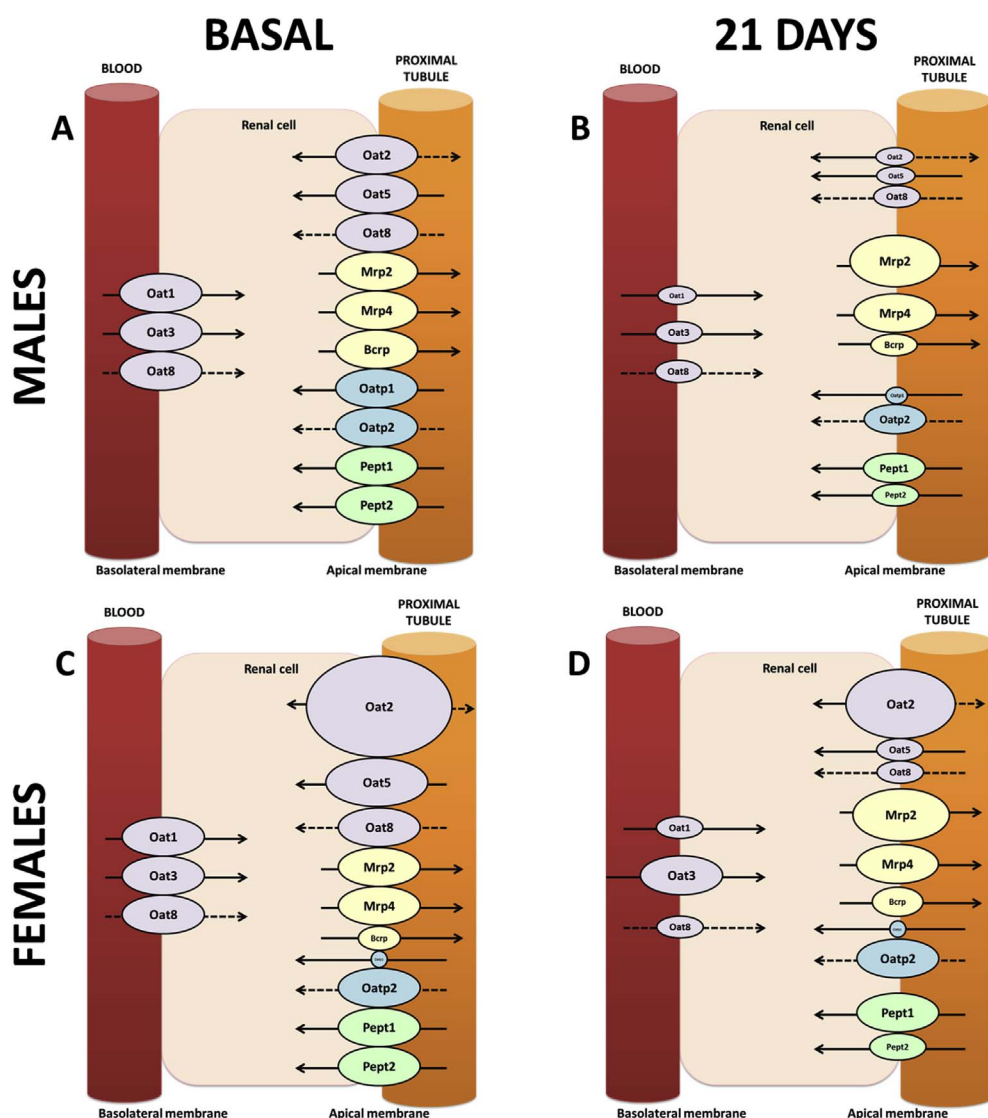 BASAL
21 DAYS
MALES
FEMALES
A
BLOOD
PROXIMAL
TUBULE
Renal cell
Oat2
Oat5
Oat8
Mrp2
Mrp4
Bcrp
Oatp1
Oatp2
Pept1
Pept2
Oat1
Oat3
Oat8
Basolateral membrane
Apical membrane
B
BLOOD
PROXIMAL
TUBULE
Renal cell
Oat2
Oat5
Oat8
Mrp2
Mrp4
Bcrp
Oatp1
Oatp2
Pept1
Pept2
Oat1
Oat3
Oat8
Basolateral membrane
Apical membrane
C
BLOOD
PROXIMAL
TUBULE
Renal cell
Oat2
Oat5
Oat8
Mrp2
Mrp4
Bcrp
Oatp2
Pept1
Pept2
Oat1
Oat3
Oat8
Basolateral membrane
Apical membrane
D
BLOOD
PROXIMAL
TUBULE
Renal cell
Oat2
Oat5
Oat8
Mrp2
Mrp4
Bcrp
Oatp2
Pept1
Pept2
Oat1
Oat3
Oat8
Basolateral membrane
Apical membrane